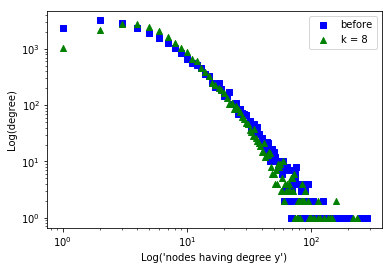 before
k = 8
Log(degree)
10³
10²
10¹
10⁰
10⁰
10¹
10²
Log('nodes having degree y')